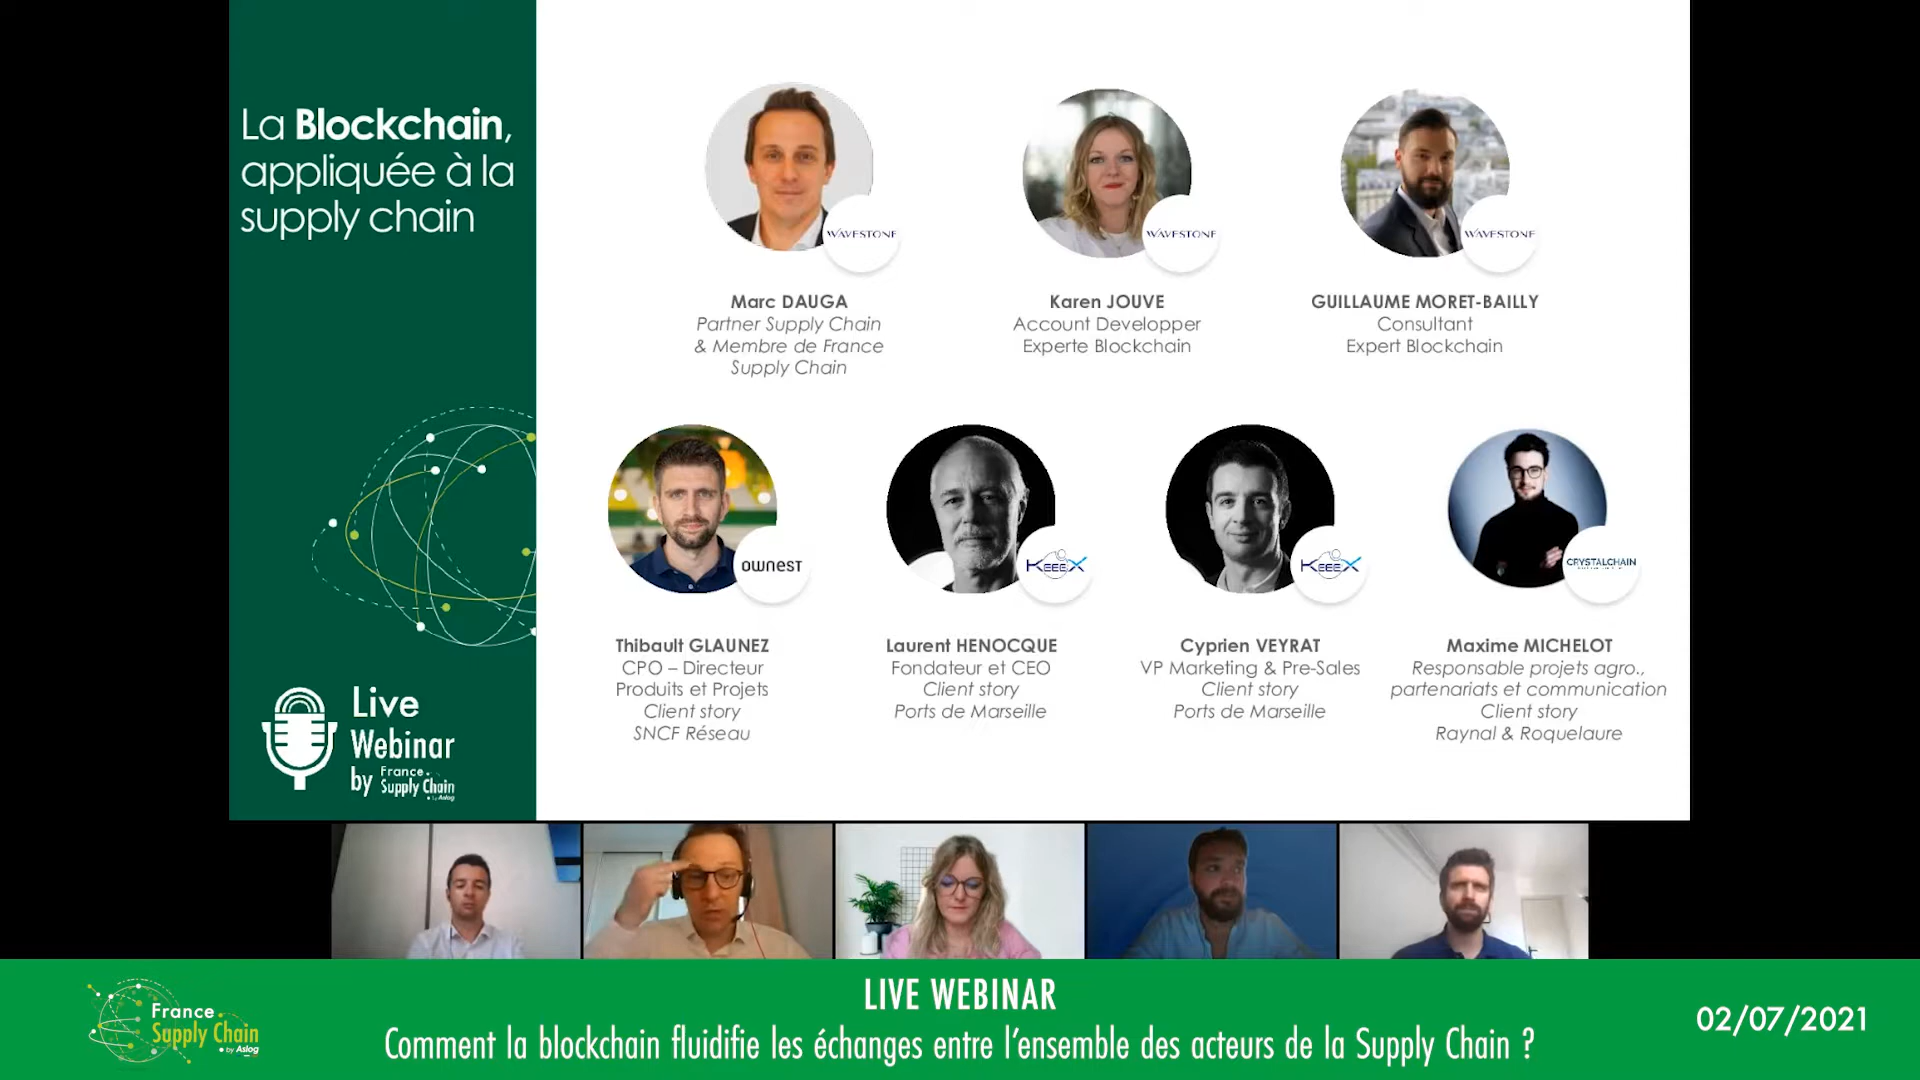 La Blockchain,
appliquée à la
supply chain
WAVESTONE
WAVESTONE
WAVESTONE
Marc DAUGA
Partner Supply Chain
& Membre de France
Supply Chain
Karen JOUVE
Account Developper
Experte Blockchain
GUILLAUME MORET-BAILLY
Consultant
Expert Blockchain
OWNEST
KeeeX
KeeeX
CRYSTALCHAIN
Thibault GLAUNEZ
CPO – Directeur
Produits et Projets
Client story
SNCF Réseau
Laurent HENOCQUE
Fondateur et CEO
Client story
Ports de Marseille
Cyprien VEYRAT
VP Marketing & Pre-Sales
Client story
Ports de Marseille
Maxime MICHELOT
Responsable projets agro.,
partenariats et communication
Client story
Raynal & Roquelaure
Live
Webinar
by France
Supply Chain
by Aslog
France
Supply Chain
by Aslog
LIVE WEBINAR
Comment la blockchain fluidifie les échanges entre l'ensemble des acteurs de la Supply Chain ?
02/07/2021